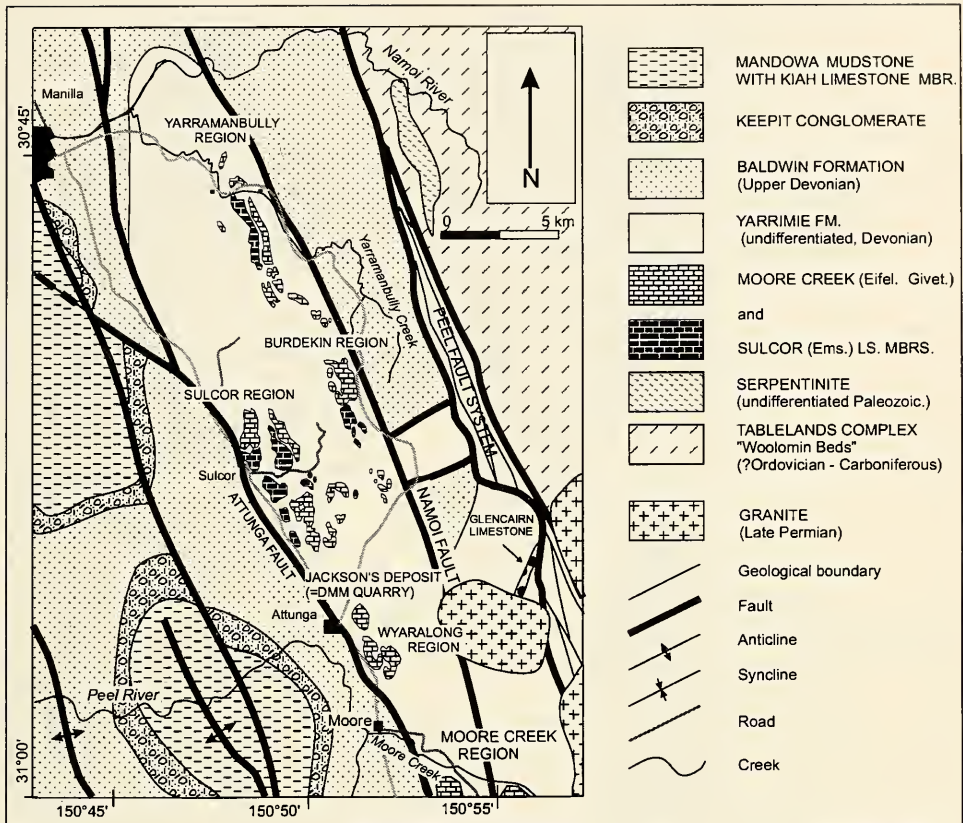 Manilla
30°45'
YARRAMANBULLY
REGION
Namoi River
N
0 5 km
Yarramanbully Creek
BURDEKIN REGION
PEEL FAULT SYSTEM
SULCOR REGION
Sulcor
ATTUNGA FAULT
NAMOI FAULT
GLENCAIRN
LIMESTONE
JACKSON'S DEPOSIT
(=DMM QUARRY)
Attunga
WYARALONG
REGION
Peel River
Moore
Moore Creek
MOORE CREEK
REGION
31°00'
150°45'
150°50'
150°55'
MANDOWA MUDSTONE
WITH KIAH LIMESTONE MBR.
KEEPIT CONGLOMERATE
BALDWIN FORMATION
(Upper Devonian)
YARRIMIE FM.
(undifferentiated, Devonian)
MOORE CREEK (Eifel. Givet.)
and
SULCOR (Ems.) LS. MBRS.
SERPENTINITE
(undifferentiated Paleozoic.)
TABLELANDS COMPLEX
"Woolomin Beds"
(?Ordovician - Carboniferous)
GRANITE
(Late Permian)
Geological boundary
Fault
Anticline
Syncline
Road
Creek